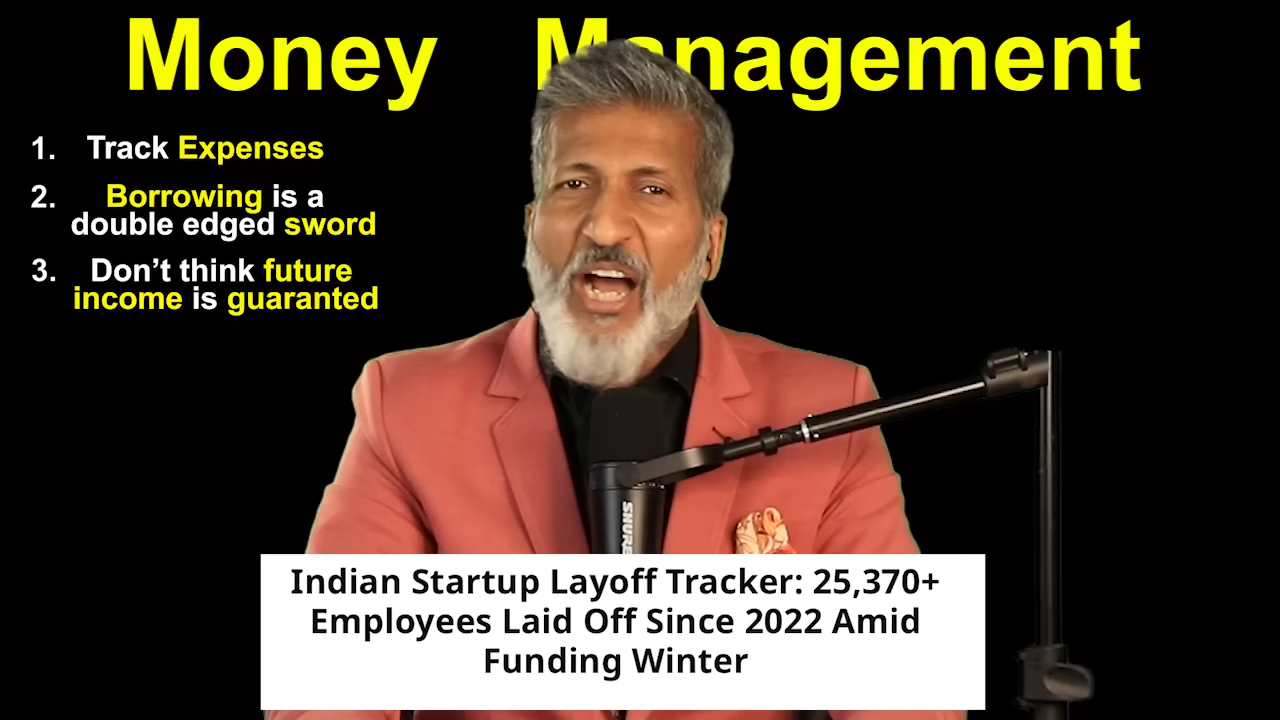 Money Management
1. Track Expenses
2. Borrowing is a
double edged sword
3. Don't think future
income is guaranted
SHURE
Indian Startup Layoff Tracker: 25,370+
Employees Laid Off Since 2022 Amid
Funding Winter